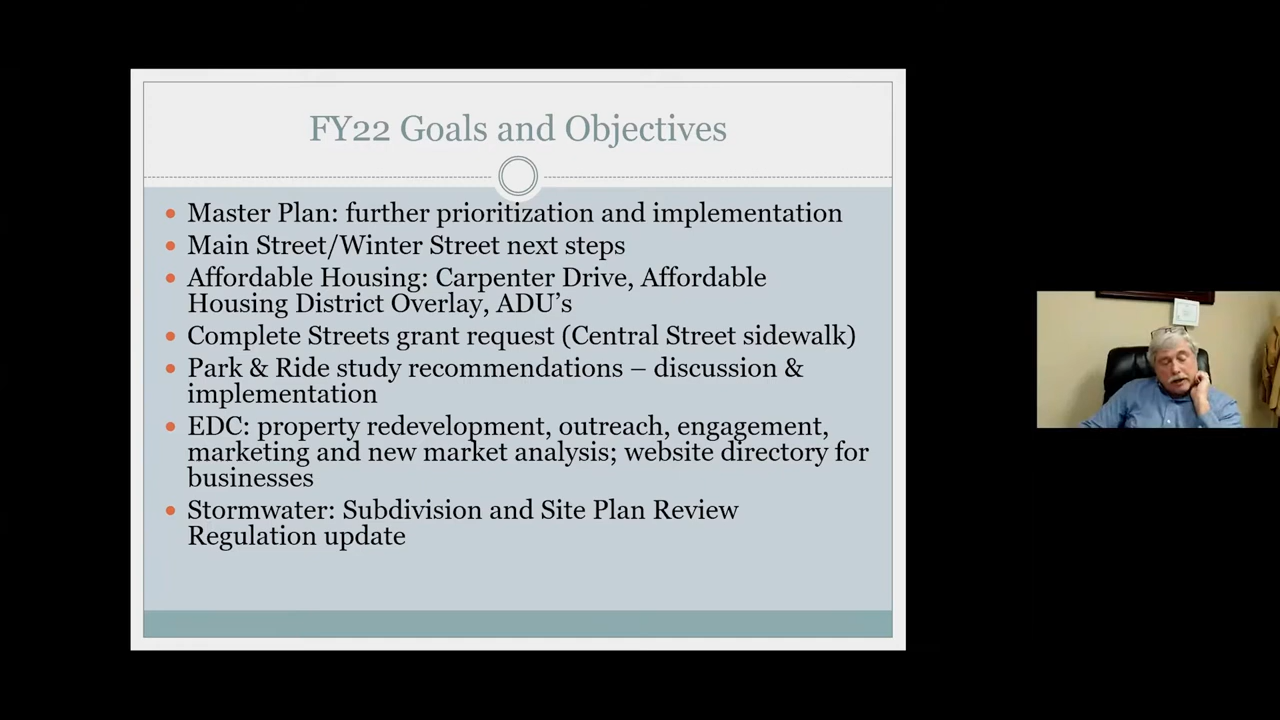 FY22 Goals and Objectives
Master Plan: further prioritization and implementation
Main Street/Winter Street next steps
Affordable Housing: Carpenter Drive, Affordable
Housing District Overlay, ADU’s
Complete Streets grant request (Central Street sidewalk)
Park & Ride study recommendations – discussion &
implementation
EDC: property redevelopment, outreach, engagement,
marketing and new market analysis; website directory for
businesses
Stormwater: Subdivision and Site Plan Review
Regulation update